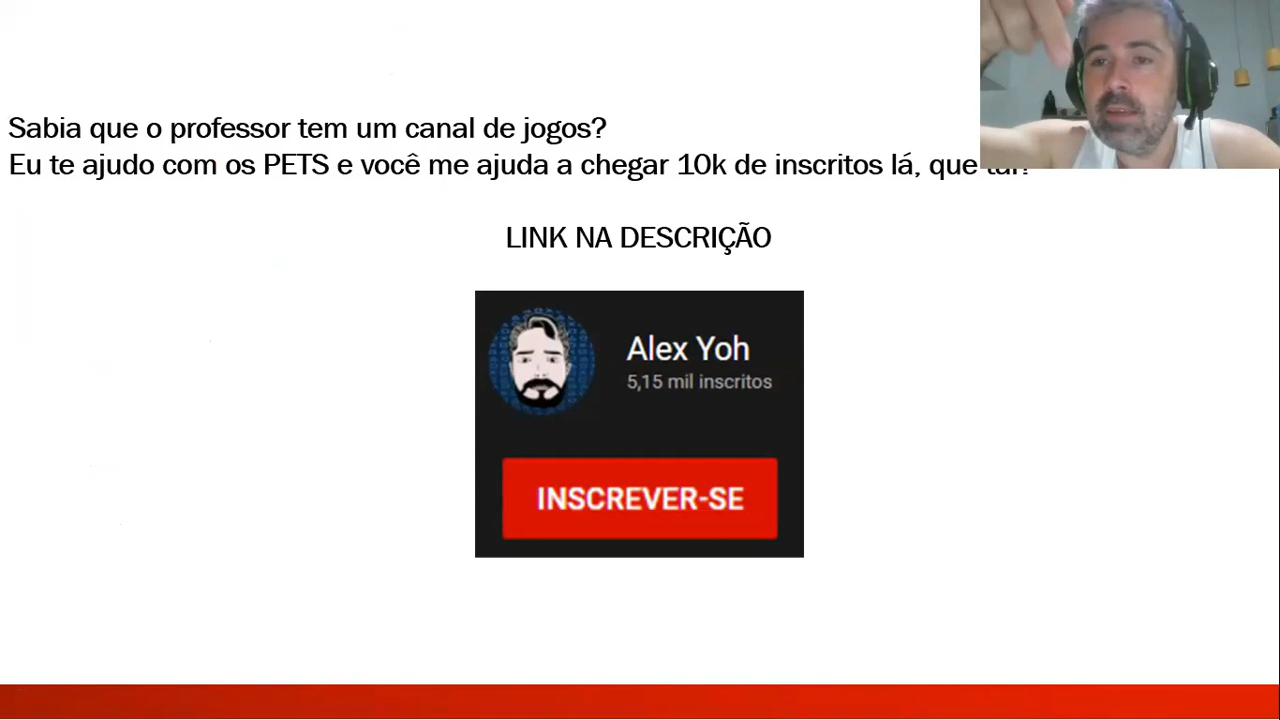 Sabia que o professor tem um canal de jogos?
Eu te ajudo com os PETS e você me ajuda a chegar 10k de inscritos lá, que
LINK NA DESCRIÇÃO
Alex Yoh
5,15 mil inscritos
INSCREVER-SE